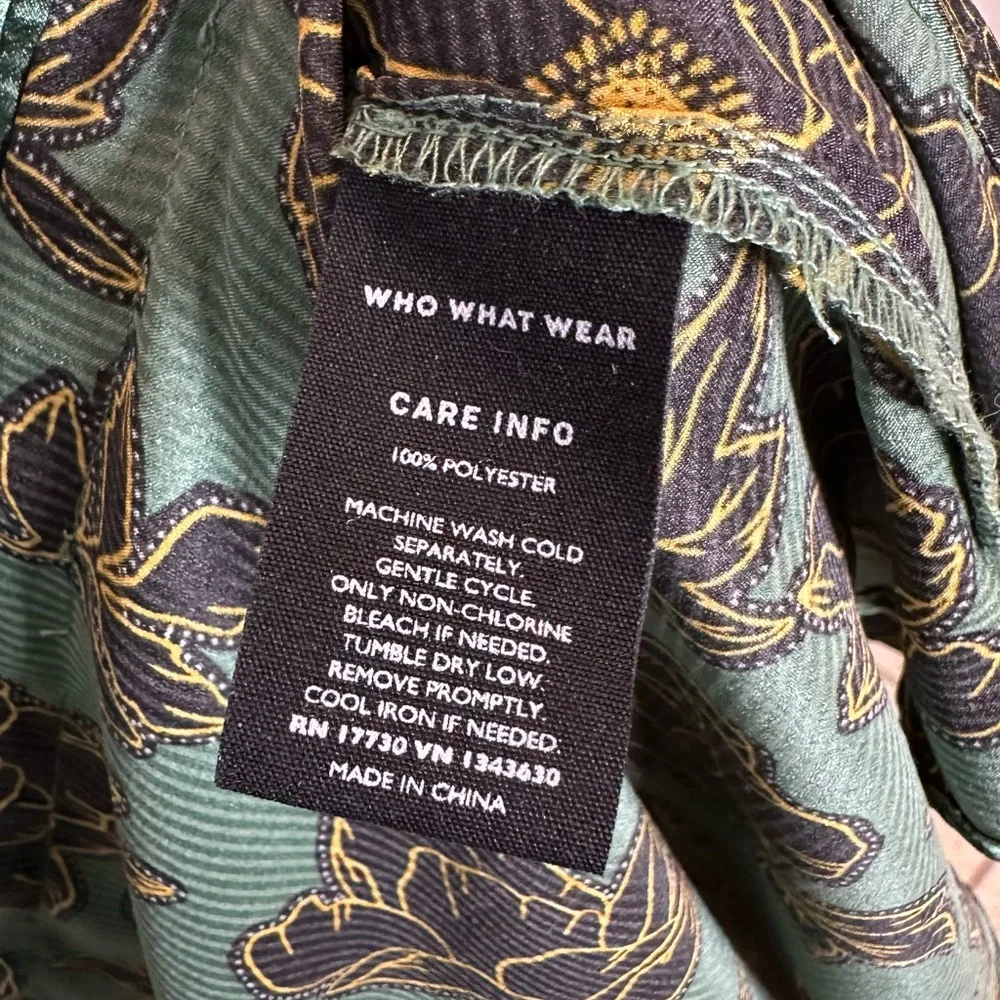 WHO WHAT WEAR
CARE INFO
100% POLYESTER
MACHINE WASH COLD
SEPARATELY.
GENTLE CYCLE.
ONLY NON-CHLORINE
BLEACH IF NEEDED.
TUMBLE DRY LOW.
REMOVE PROMPTLY.
COOL IRON IF NEEDED.
RN 17730 VN 1343630
MADE IN CHINA